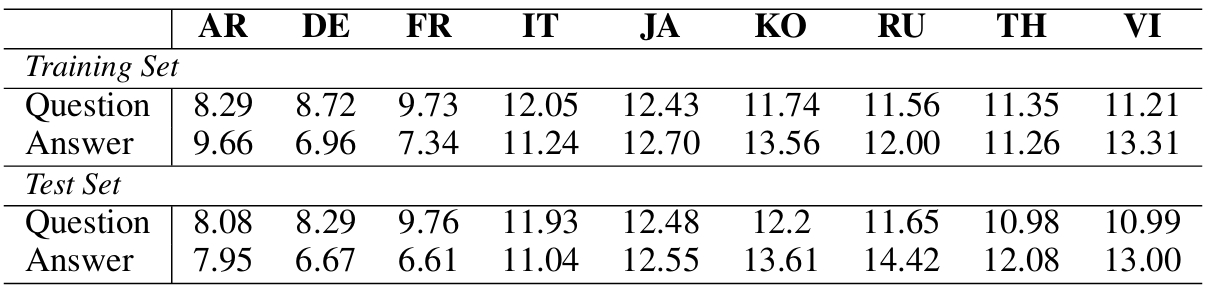 AR DE FR IT JA KO RU TH VI
Training Set
Question 8.29 8.72 9.73 12.05 12.43 11.74 11.56 11.35 11.21
Answer 9.66 6.96 7.34 11.24 12.70 13.56 12.00 11.26 13.31
Test Set
Question 8.08 8.29 9.76 11.93 12.48 12.2 11.65 10.98 10.99
Answer 7.95 6.67 6.61 11.04 12.55 13.61 14.42 12.08 13.00